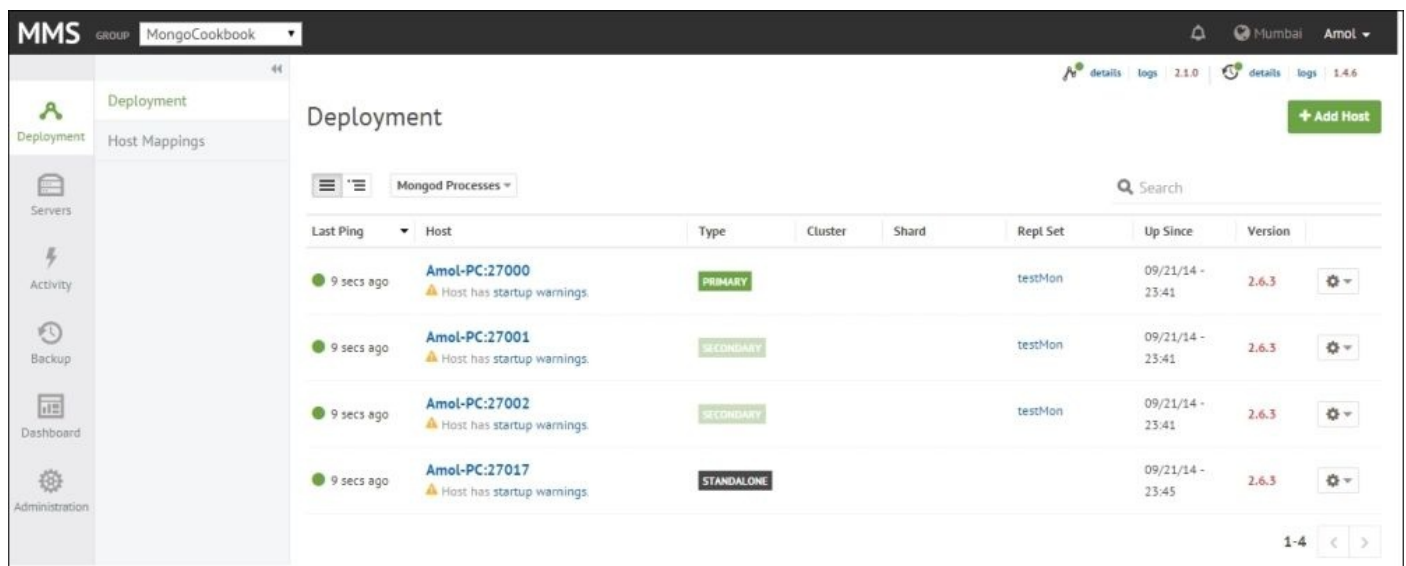 MMS GROUP MongoCookbook Mumbai Amol
details logs 2.1.0 details logs 1.4.6
Deployment
Servers
Activity
Backup
Dashboard
Administration
Deployment
Host Mappings
Deployment
+ Add Host
Mongod Processes
Search
Last Ping Host Type Cluster Shard Repl Set Up Since Version
9 secs ago Amol-PC:27000 PRIMARY testMon 09/21/14 - 2.6.3
Host has startup warnings. 23:41
9 secs ago Amol-PC:27001 SECONDARY testMon 09/21/14 - 2.6.3
Host has startup warnings. 23:41
9 secs ago Amol-PC:27002 SECONDARY testMon 09/21/14 - 2.6.3
Host has startup warnings. 23:41
9 secs ago Amol-PC:27017 STANDALONE 09/21/14 - 2.6.3
Host has startup warnings. 23:45
1-4